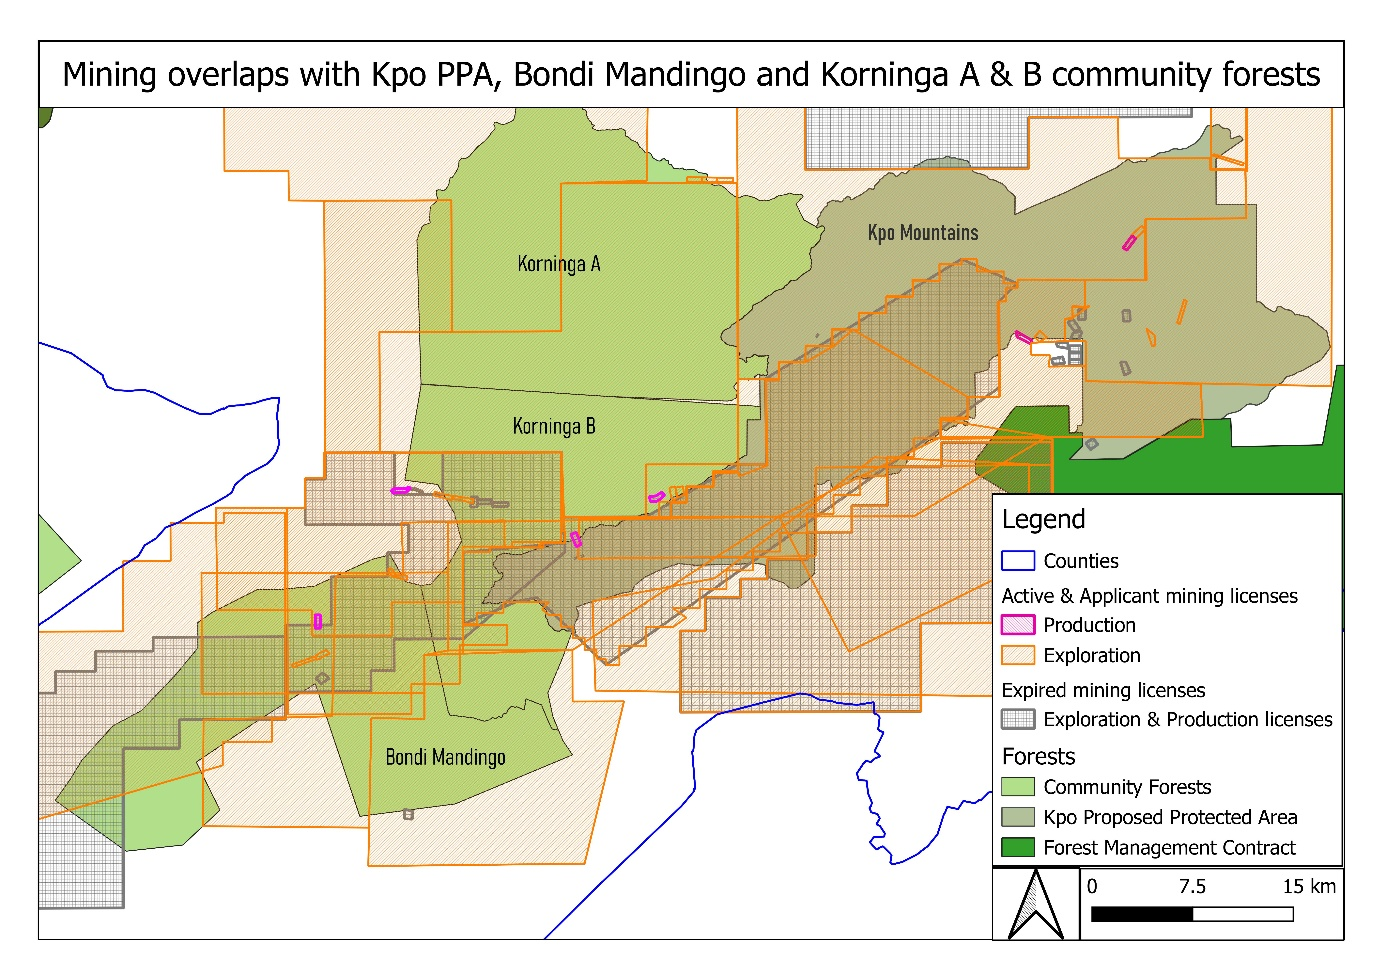 Mining overlaps with Kpo PPA, Bondi Mandingo and Korninga A & B community forests
Kpo Mountains
Korninga A
Korninga B
Bondi Mandingo
Legend
Counties
Active & Applicant mining licenses
Production
Exploration
Expired mining licenses
Exploration & Production licenses
Forests
Community Forests
Kpo Proposed Protected Area
Forest Management Contract
0 7.5 15 km